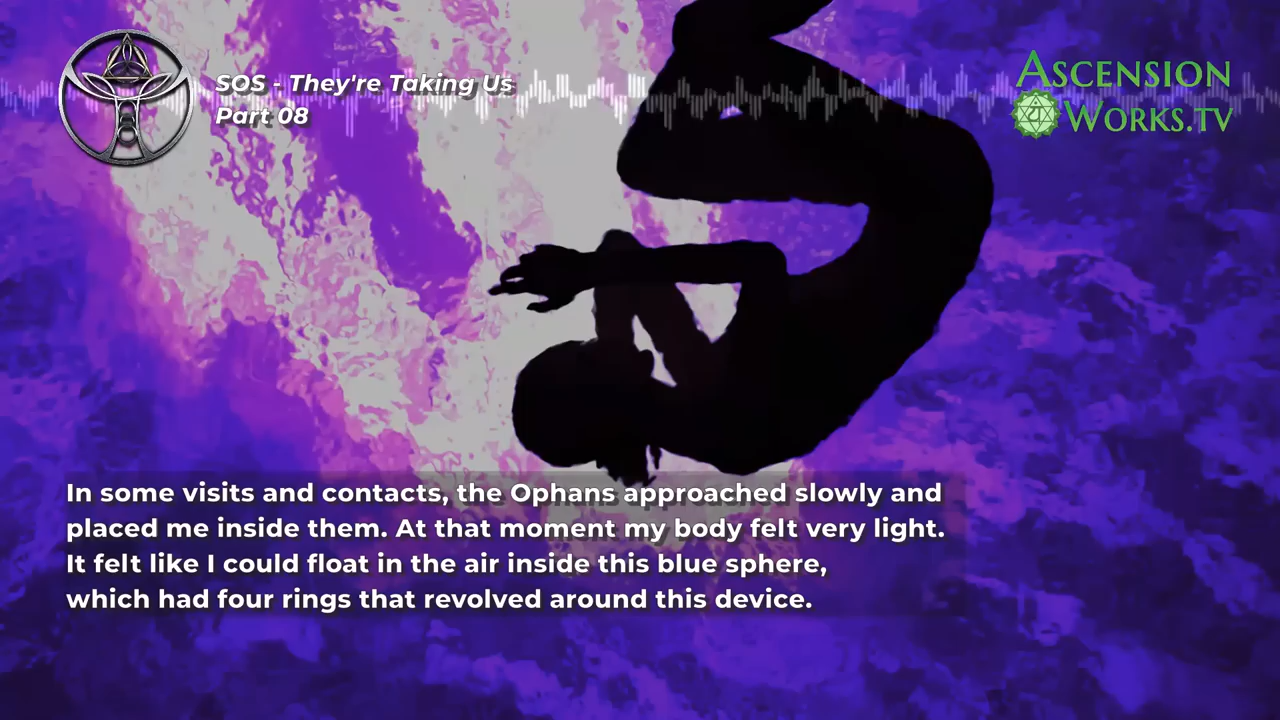 SOS - They're Taking Us
Part 08
ASCENSION
WORKS.TV
In some visits and contacts, the Ophans approached slowly and
placed me inside them. At that moment my body felt very light.
It felt like I could float in the air inside this blue sphere,
which had four rings that revolved around this device.